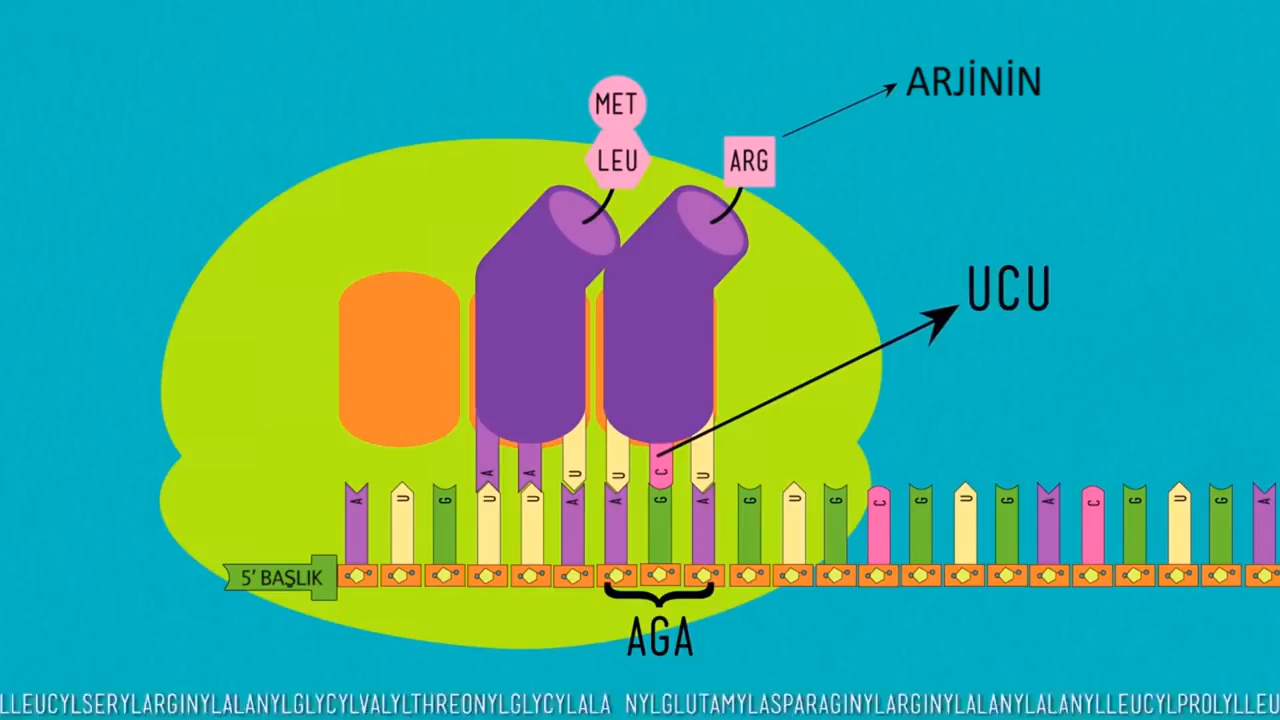 MET
LEU
ARG
ARJİNİN
UCU
A A U U C U
A U G U U A A G A G U G C G U G A C G U G A
5' BAŞLIK
AGA
LLEUCYLSERYLARGINYLALANYLGLYCYLVALYLTHREONYLGLYCYLALA NYLGLUTAMYLASPARAGINYLARGINYLALANYLALANYLLEUCYLPROLYLLEU